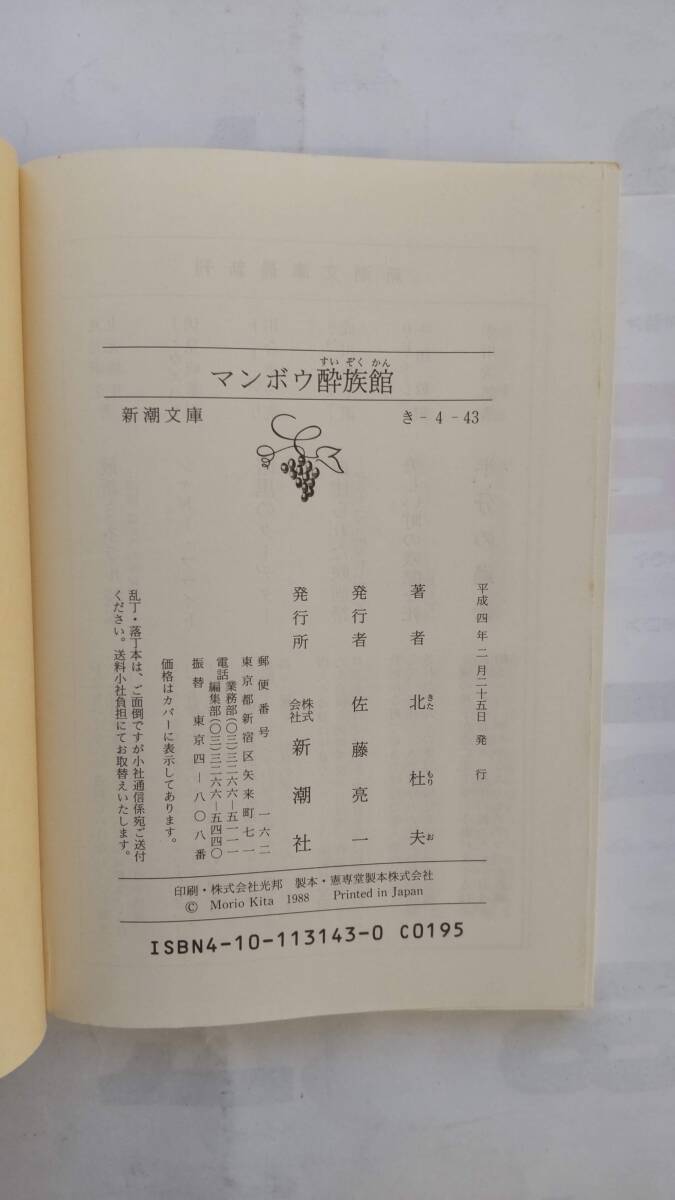 マンボウ酔族館
すいぞくかん
新潮文庫
き-4-43
平成四年二月二十五日発行
著者 北杜夫
きた もり お
発行者 佐藤亮一
発行所 株式会社 新潮社
郵便番号 一六二
東京都新宿区矢来町七一
電話 業務部(〇三)三二六六-五一一一
編集部(〇三)三二六六-五四四〇
振替 東京四-八〇八番
価格はカバーに表示してあります。
乱丁・落丁本は、ご面倒ですが小社通信係宛ご送付
ください。送料小社負担にてお取替えいたします。
印刷・株式会社光邦 製本・憲専堂製本株式会社
© Morio Kita 1988 Printed in Japan
ISBN4-10-113143-0 C0195